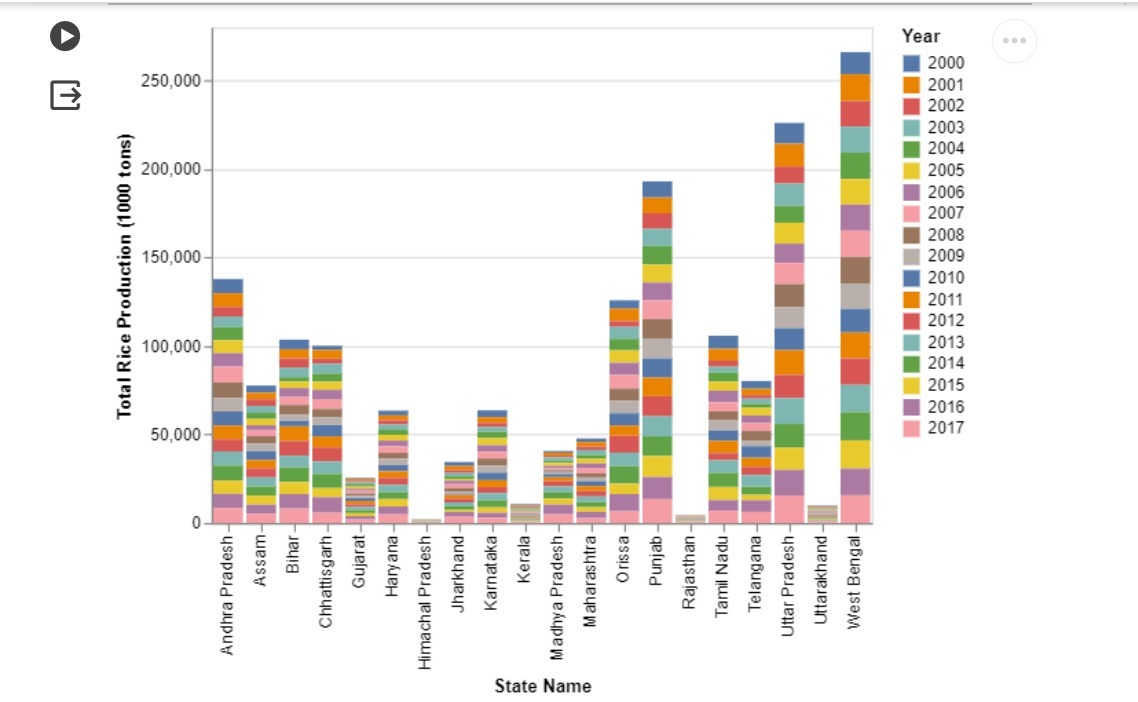 Total Rice Production (1000 tons)
250,000
200,000
150,000
100,000
50,000
0
Andhra Pradesh
Assam
Bihar
Chhattisgarh
Gujarat
Haryana
Himachal Pradesh
Jharkhand
Karnataka
Kerala
Madhya Pradesh
Maharashtra
Orissa
Punjab
Rajasthan
Tamil Nadu
Telangana
Uttar Pradesh
Uttarakhand
West Bengal
State Name
Year
2000
2001
2002
2003
2004
2005
2006
2007
2008
2009
2010
2011
2012
2013
2014
2015
2016
2017